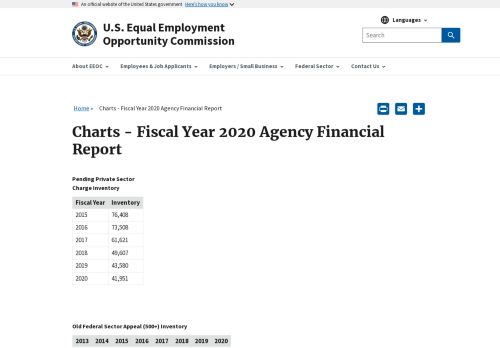 An official website of the United States government Here's how you know
U.S. Equal Employment
Opportunity Commission
Languages
Search
About EEOC
Employees & Job Applicants
Employers / Small Business
Federal Sector
Contact Us
Home » Charts - Fiscal Year 2020 Agency Financial Report
Charts - Fiscal Year 2020 Agency Financial
Report
Pending Private Sector
Charge Inventory
Fiscal Year Inventory
2015 76,408
2016 73,508
2017 61,621
2018 49,607
2019 43,580
2020 41,951
Old Federal Sector Appeal (500+) Inventory
2013 2014 2015 2016 2017 2018 2019 2020